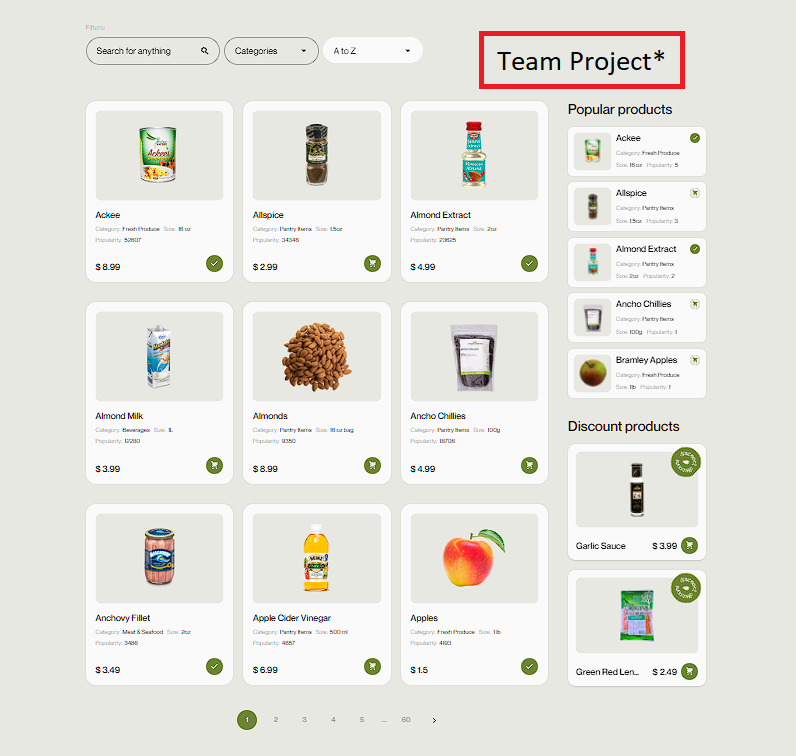 Filters:
Search for anything
Categories
A to Z
Team Project*
Ackee
Category: Fresh Produce Size: 16 oz
Popularity: 52607
$ 8.99
Allspice
Category: Pantry Items Size: 1.5oz
Popularity: 34346
$ 2.99
Almond Extract
Category: Pantry Items Size: 2oz
Popularity: 23625
$ 4.99
Almond Milk
Category: Beverages Size: 1L
Popularity: 12280
$ 3.99
Almonds
Category: Pantry Items Size: 16 oz bag
Popularity: 9350
$ 8.99
Ancho Chillies
Category: Pantry Items Size: 100g
Popularity: 18708
$ 4.99
Anchovy Fillet
Category: Meat & Seafood Size: 2oz
Popularity: 3486
$ 3.49
Apple Cider Vinegar
Category: Pantry Items Size: 500 ml
Popularity: 4857
$ 6.99
Apples
Category: Fresh Produce Size: 1 lb
Popularity: 4193
$ 1.5
Popular products
Ackee
Category: Fresh Produce
Size: 16 oz Popularity: 5
Allspice
Category: Pantry Items
Size: 1.5oz Popularity: 3
Almond Extract
Category: Pantry Items
Size: 2oz Popularity: 2
Ancho Chillies
Category: Pantry Items
Size: 100g Popularity: 1
Bramley Apples
Category: Fresh Produce
Size: 1lb Popularity: 1
Discount products
Garlic Sauce
$ 3.99
Green Red Len...
$ 2.49
1 2 3 4 5 ... 60 >